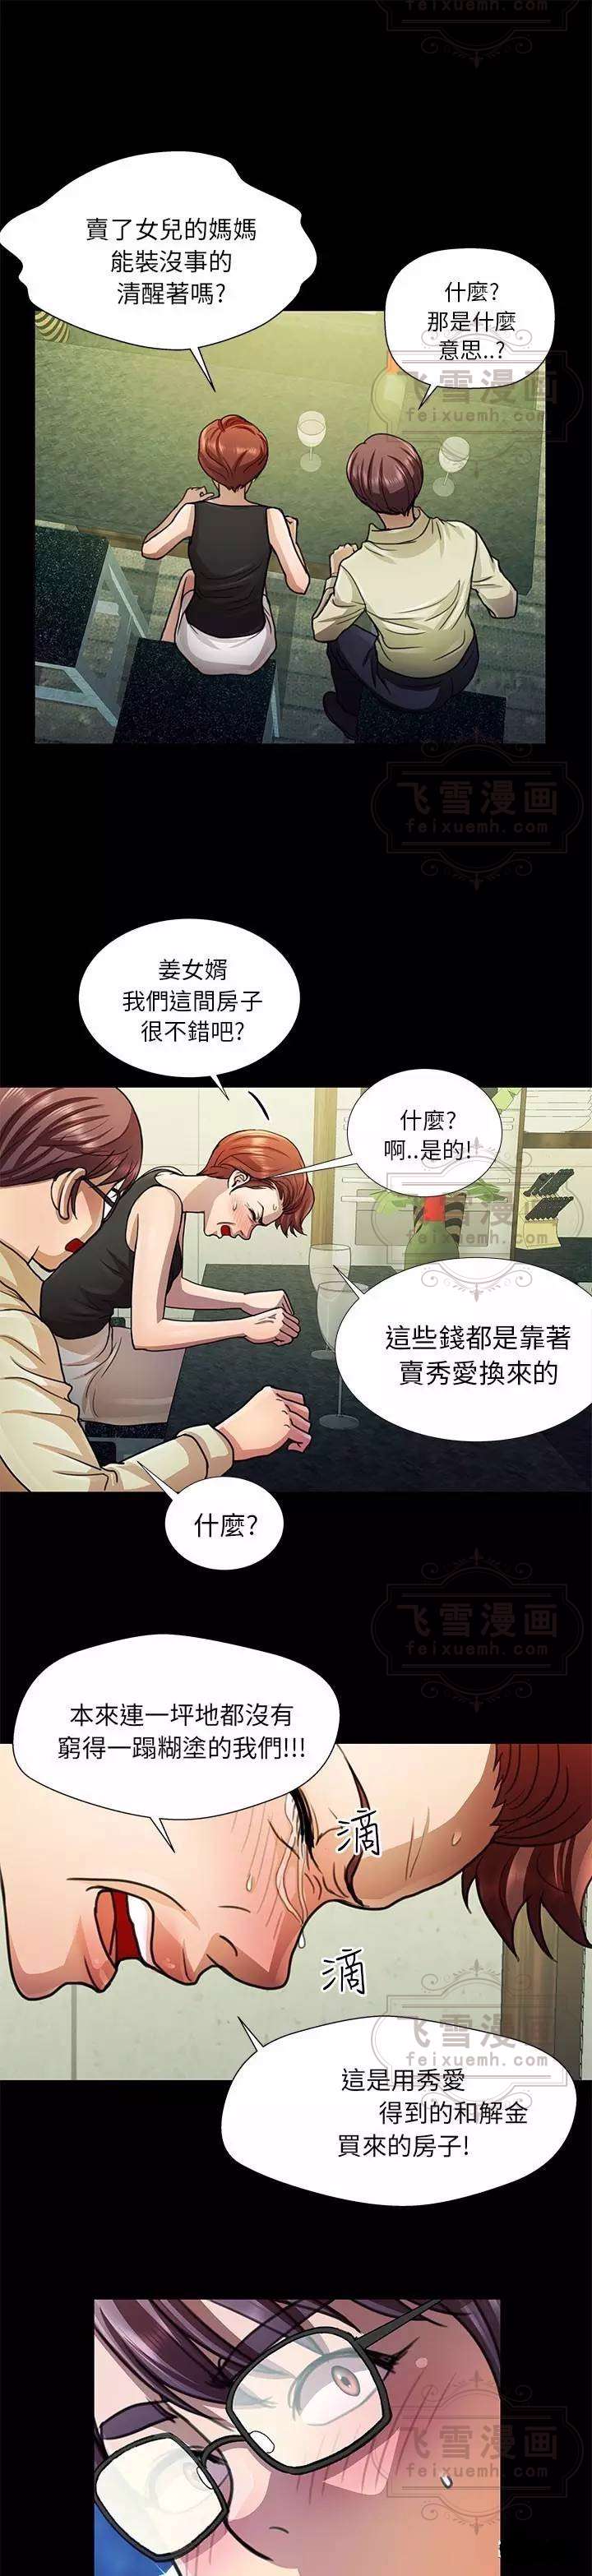 feixuemh.com
賣了女兒的媽媽
能裝沒事的
清醒著嗎?
什麼?
那是什麼
意思..?
飞雪漫画
feixuemh.com
飞雪漫画
feixuemh.com
姜女婿
我們這間房子
很不錯吧?
什麼?
啊..是的!
飞雪漫画
feixuemh.com
這些錢都是靠著
賣秀愛換來的
什麼?
飞雪漫画
feixuemh.com
本來連一坪地都沒有
窮得一蹋糊塗的我們!!!
滴
滴
飞雪漫画
feixuemh.com
這是用秀愛
得到的和解金
買來的房子!
飞雪漫画
feixuemh.com